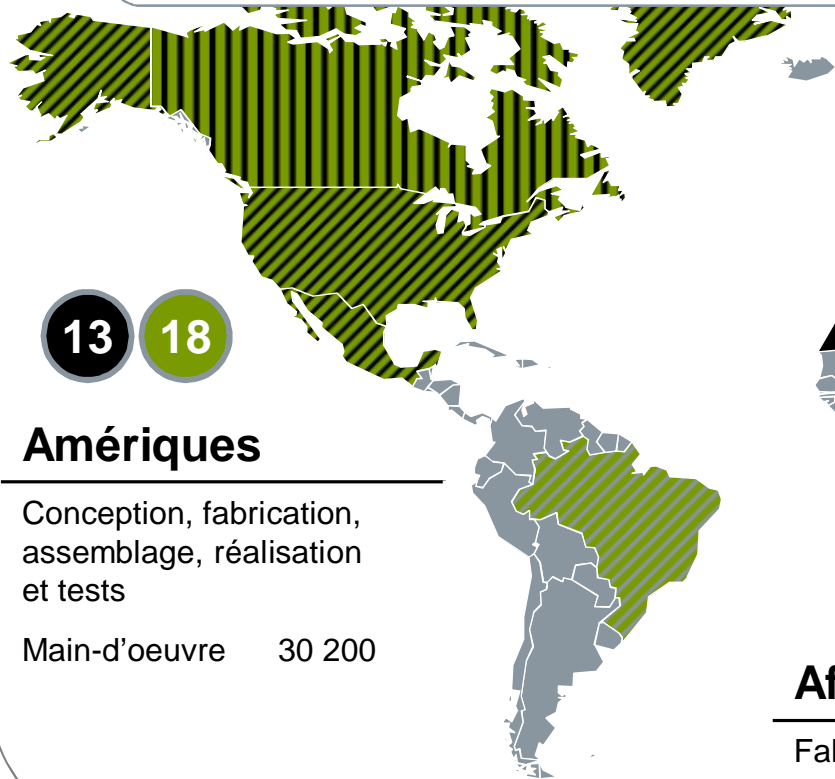 13 18
Amériques
Conception, fabrication,
assemblage, réalisation
et tests
Main-d'oeuvre 30 200